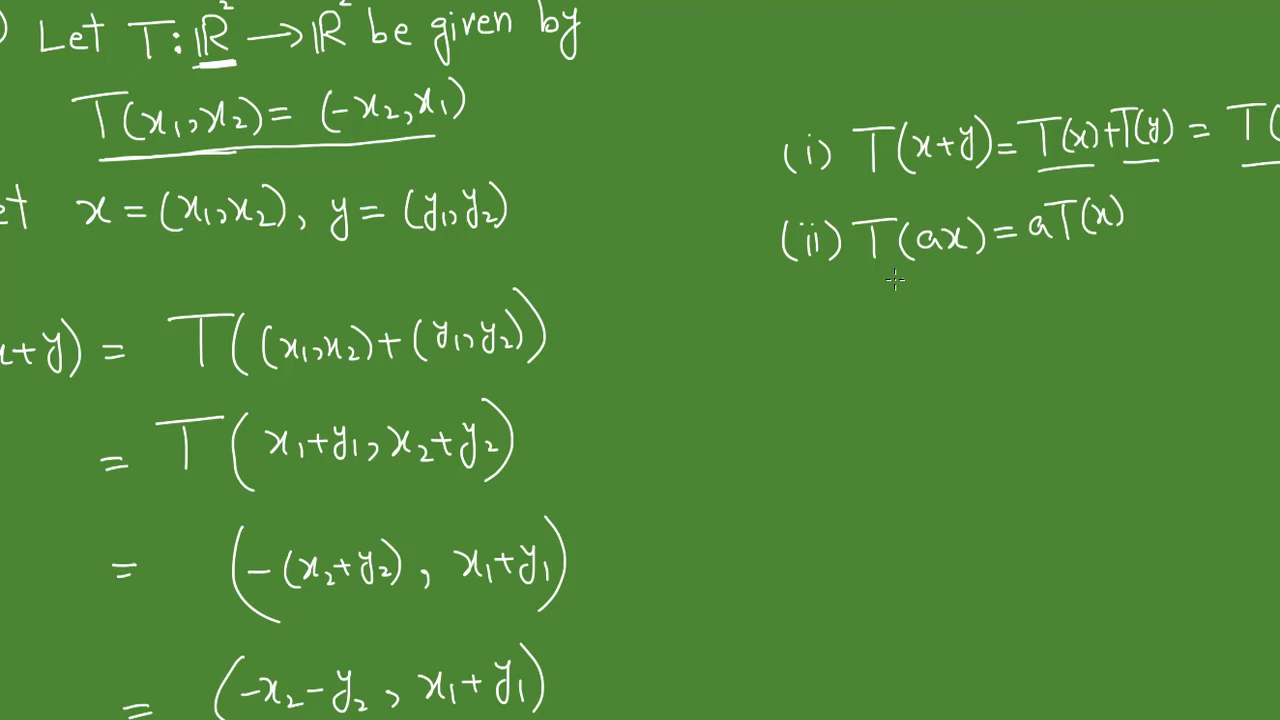 ) Let T: ℝ² → ℝ² be given by
T(x₁,x₂) = (-x₂,x₁)
et x = (x₁,x₂), y = (y₁,y₂)
x+y) = T((x₁,x₂)+(y₁,y₂))
= T(x₁+y₁, x₂+y₂)
= (-(x₂+y₂), x₁+y₁)
= (-x₂-y₂, x₁+y₁)
(i) T(x+y) = T(x)+T(y) = T(
(ii) T(ax) = aT(x)